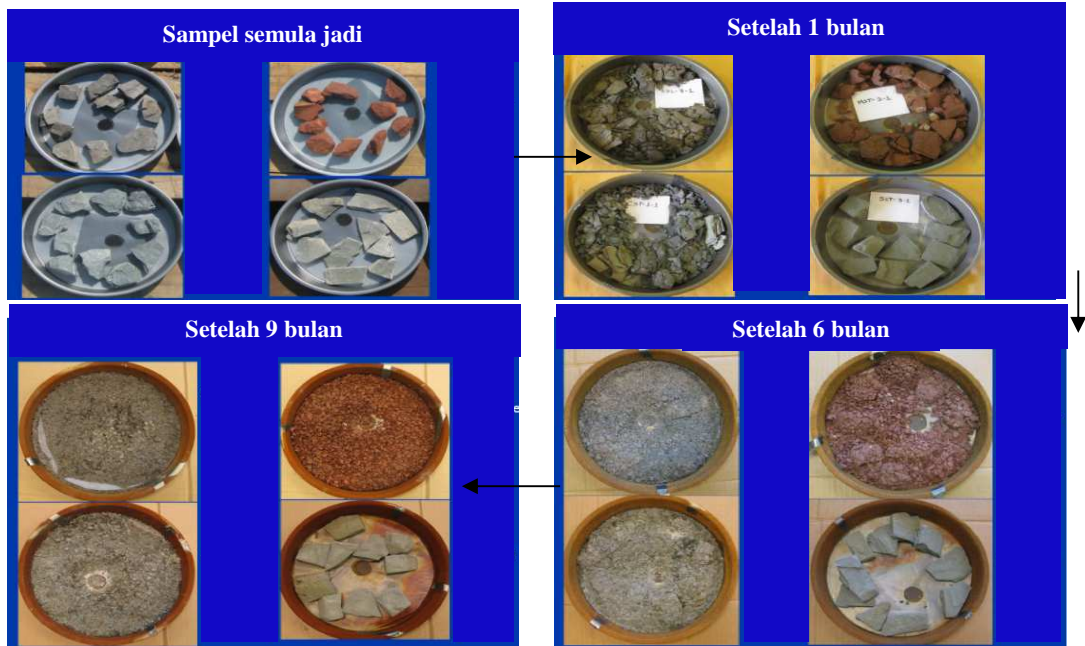 Sampel semula jadi
Setelah 1 bulan
Setelah 9 bulan
Setelah 6 bulan
e